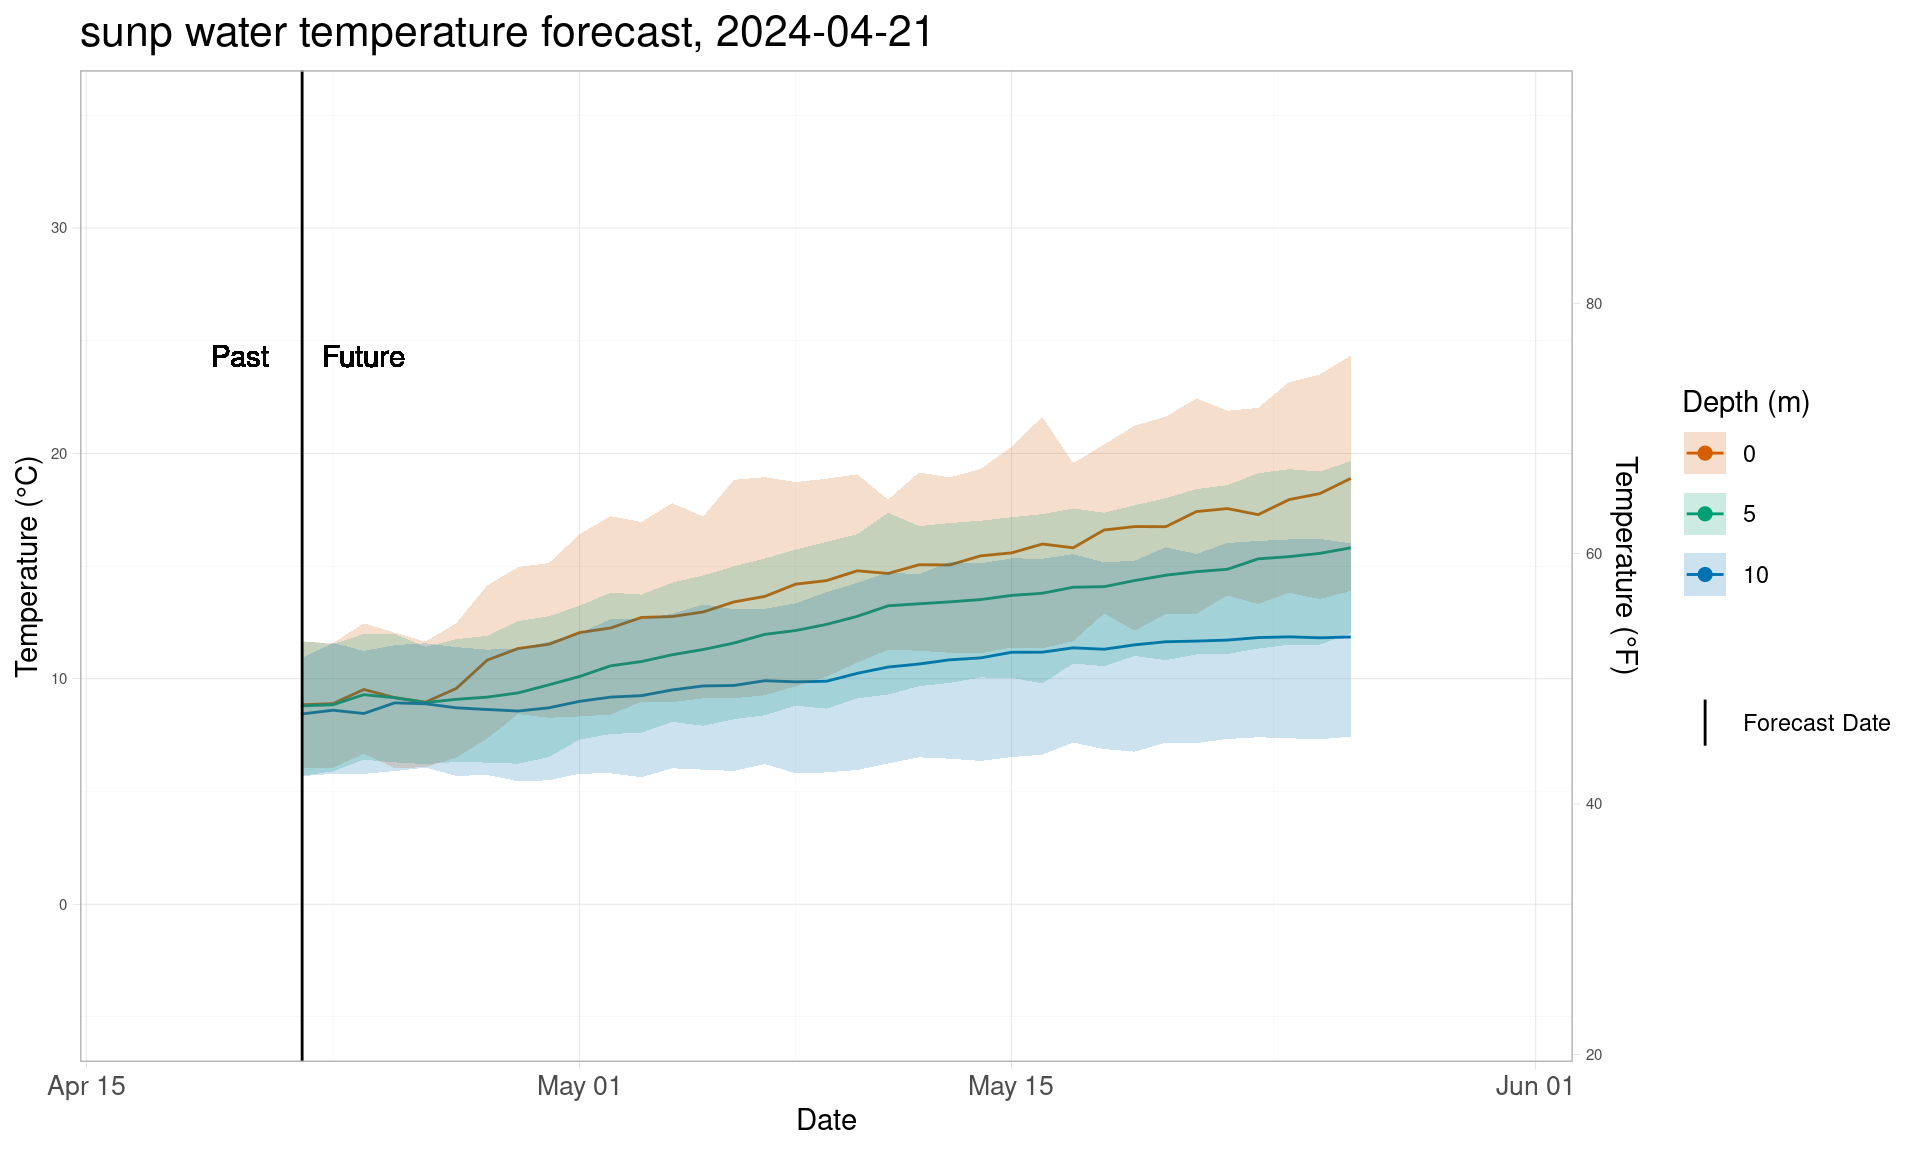 sunp water temperature forecast, 2024-04-21
Temperature (°C)
30
20
10
0
Past
Future
80
60
40
20
Temperature (°F)
Apr 15
May 01
May 15
Jun 01
Date
Depth (m)
0
5
10
Forecast Date